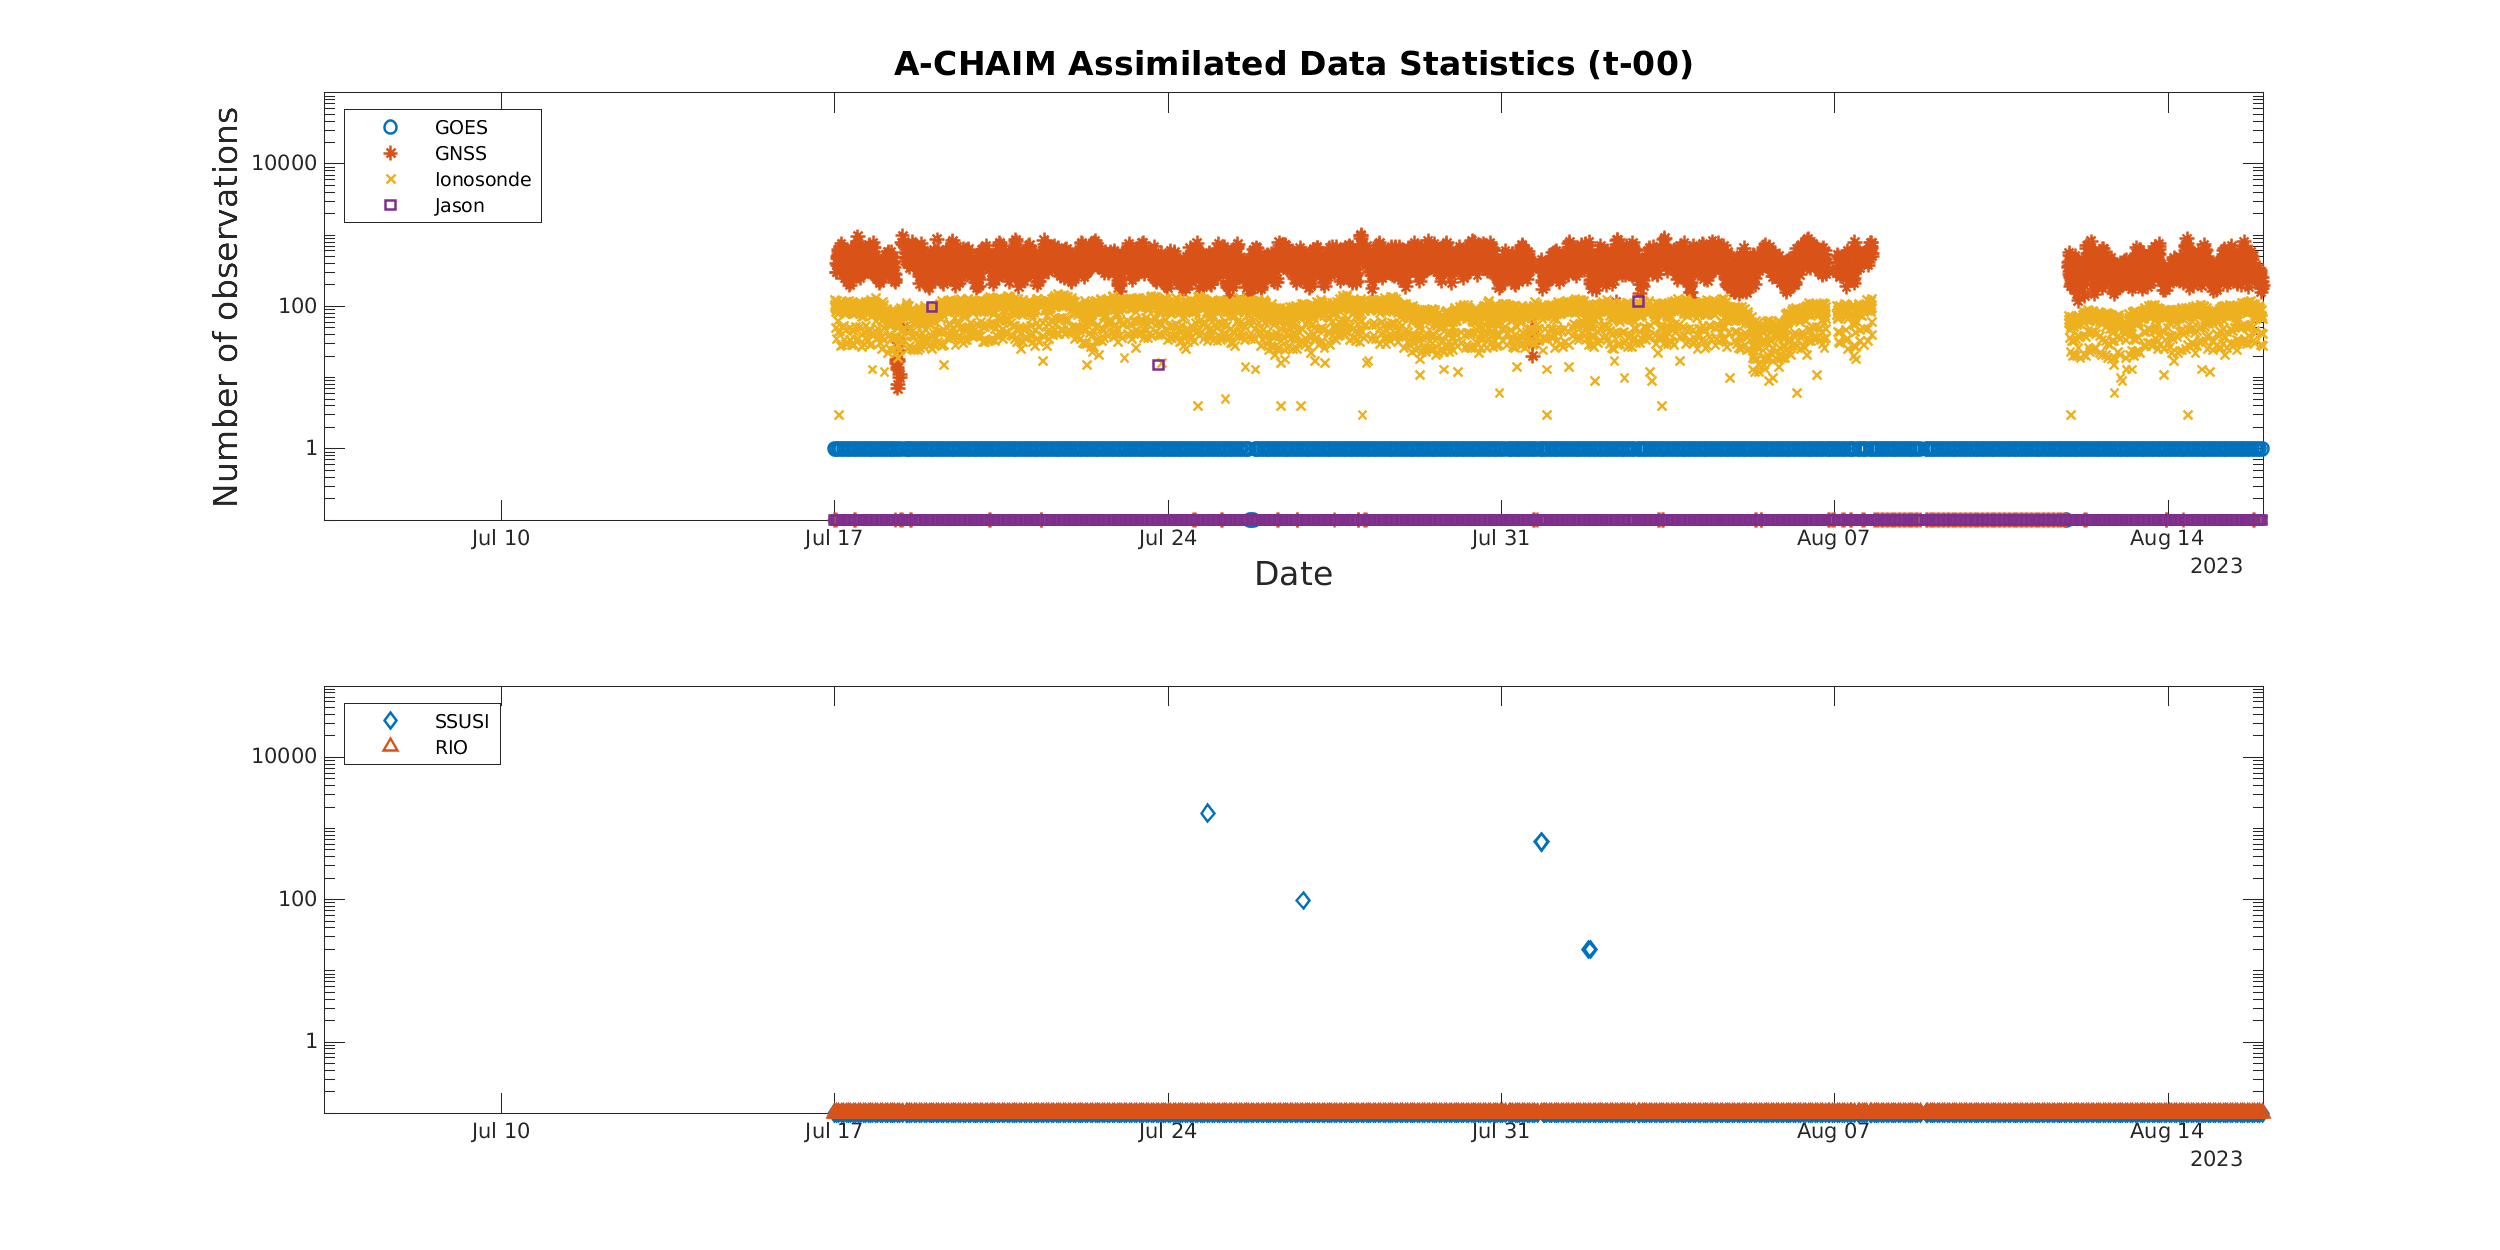 A-CHAIM Assimilated Data Statistics (t-00)
Number of observations
GOES
GNSS
Ionosonde
Jason
10000
100
1
Jul 10
Jul 17
Jul 24
Jul 31
Aug 07
Aug 14
2023
Date
SSUSI
RIO
10000
100
1
Jul 10
Jul 17
Jul 24
Jul 31
Aug 07
Aug 14
2023